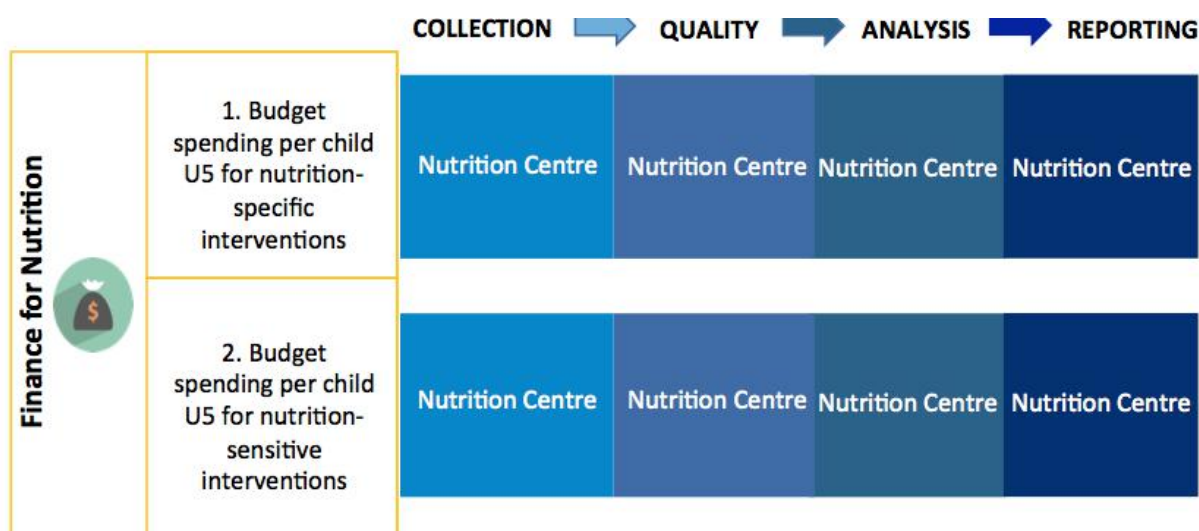 COLLECTION QUALITY ANALYSIS REPORTING
Finance for Nutrition
$
1. Budget
spending per child
U5 for nutrition-
specific
interventions
Nutrition Centre Nutrition Centre Nutrition Centre Nutrition Centre
2. Budget
spending per child
U5 for nutrition-
sensitive
interventions
Nutrition Centre Nutrition Centre Nutrition Centre Nutrition Centre